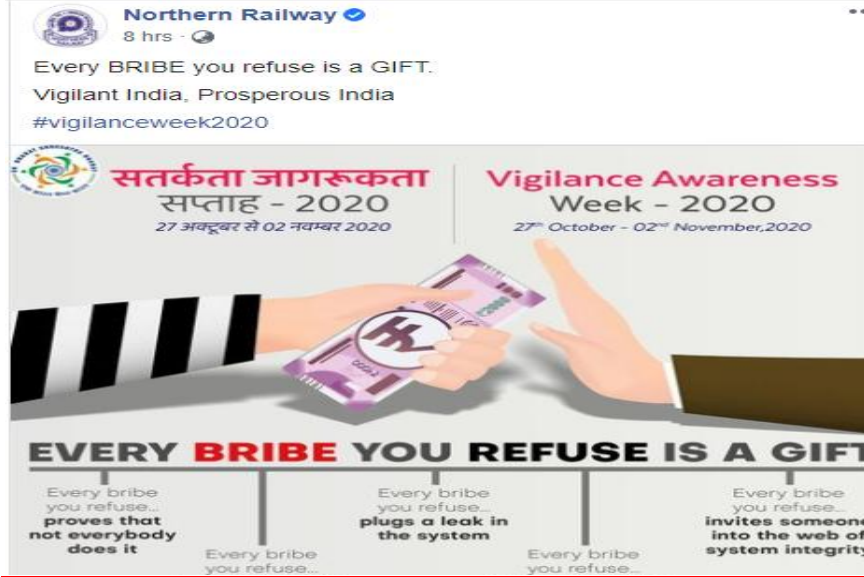 Northern Railway
8 hrs ·
Every BRIBE you refuse is a GIFT.
Vigilant India, Prosperous India
#vigilanceweek2020
सतर्कता जागरूकता
सप्ताह - 2020
27 अक्टूबर से 02 नवम्बर 2020
Vigilance Awareness
Week - 2020
27th October - 02nd November,2020
EVERY BRIBE YOU REFUSE IS A GIFT
Every bribe
you refuse...
proves that
not everybody
does it
Every bribe
you refuse...
Every bribe
you refuse...
plugs a leak in
the system
Every bribe
you refuse...
Every bribe
you refuse...
invites someone
into the web of
system integrity